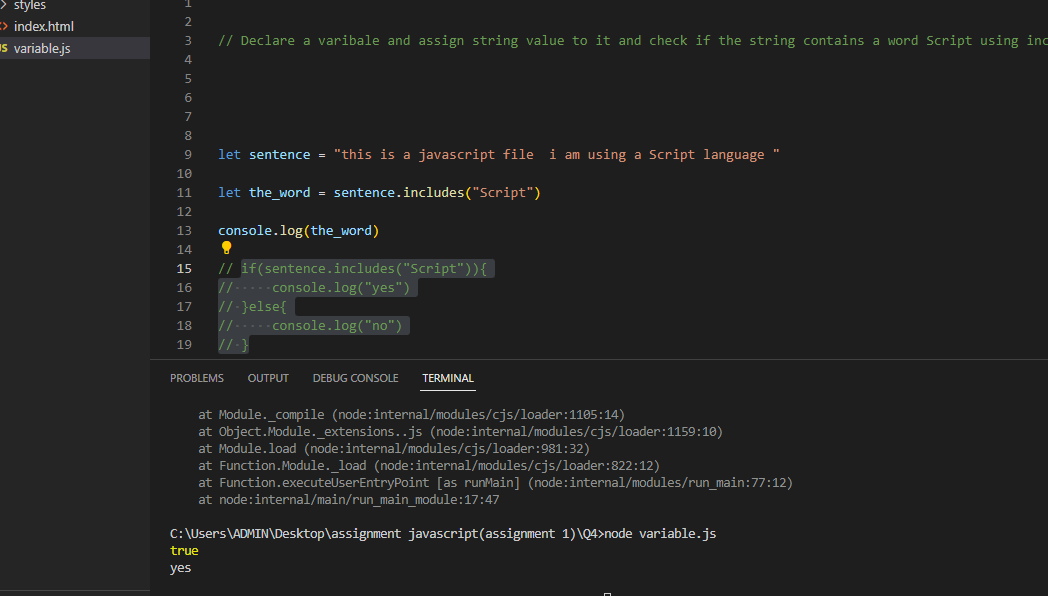 styles
index.html
JS variable.js
1
2
3 // Declare a varibale and assign string value to it and check if the string contains a word Script using inc
4
5
6
7
8
9 let sentence = "this is a javascript file  i am using a Script language "
10
11 let the_word = sentence.includes("Script")
12
13 console.log(the_word)
14
15 // if(sentence.includes("Script")){
16 //·····console.log("yes")
17 //·}else{
18 //·····console.log("no")
19 //·}
PROBLEMS OUTPUT DEBUG CONSOLE TERMINAL
at Module._compile (node:internal/modules/cjs/loader:1105:14)
at Object.Module._extensions..js (node:internal/modules/cjs/loader:1159:10)
at Module.load (node:internal/modules/cjs/loader:981:32)
at Function.Module._load (node:internal/modules/cjs/loader:822:12)
at Function.executeUserEntryPoint [as runMain] (node:internal/modules/run_main:77:12)
at node:internal/main/run_main_module:17:47
C:\Users\ADMIN\Desktop\assignment javascript(assignment 1)\Q4>node variable.js
true
yes